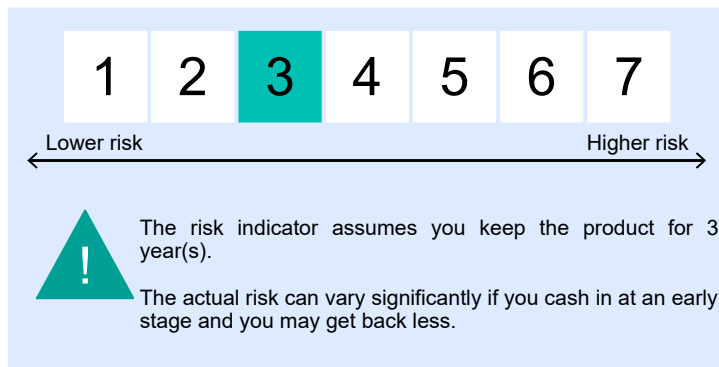 1 2 3 4 5 6 7
Lower risk Higher risk
!
The risk indicator assumes you keep the product for 3
year(s).
The actual risk can vary significantly if you cash in at an early
stage and you may get back less.